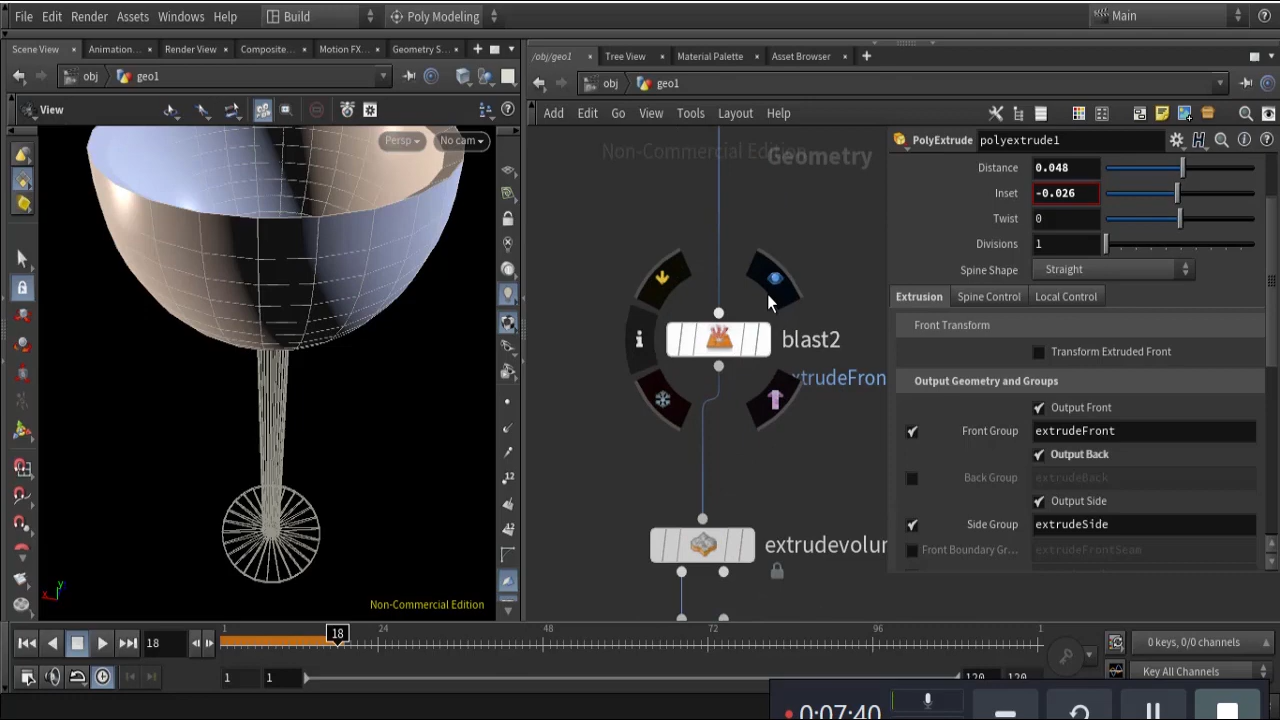 File Edit Render Assets Windows Help Build Poly Modeling Main
Scene View Animation... Render View Composite... Motion FX... Geometry S...
/obj/geo1 Tree View Material Palette Asset Browser
obj geo1
obj geo1
View
Add Edit Go View Tools Layout Help
Persp No cam
Non-Commercial Edition
Geometry
PolyExtrude polyextrude1
Distance 0.048
Inset -0.026
Twist 0
Divisions 1
Spine Shape Straight
Extrusion Spine Control Local Control
Front Transform
Transform Extruded Front
Output Geometry and Groups
Output Front
Front Group extrudeFront
Output Back
Back Group extrudeBack
Output Side
Side Group extrudeSide
Front Boundary Gr... extrudeFrontSeam
blast2
xtrudeFron
extrudevolur
12
12
y
x
Non-Commercial Edition
18
1 18 24 48 72 96 1
0 keys, 0/0 channels
1 1 120 120
Key All Channels
0:07:40